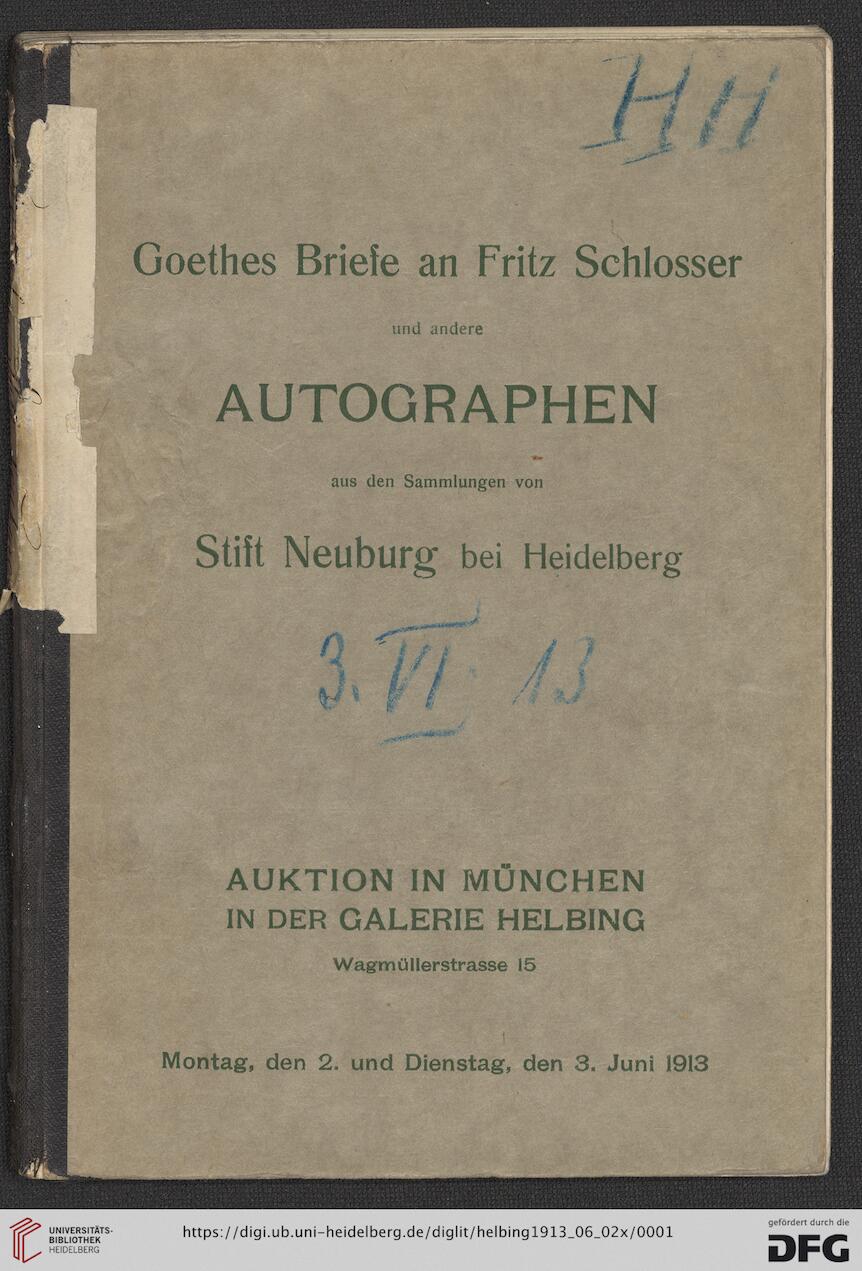 HH
Goethes Briefe an Fritz Schlosser
und andere
AUTOGRAPHEN
aus den Sammlungen von
Stift Neuburg bei Heidelberg
3. VI. 13
AUKTION IN MÜNCHEN
IN DER GALERIE HELBING
Wagmüllerstrasse 15
Montag, den 2. und Dienstag, den 3. Juni 1913
UNIVERSITÄTS-
BIBLIOTHEK
HEIDELBERG
https://digi.ub.uni-heidelberg.de/diglit/helbing1913_06_02x/0001
gefördert durch die
DFG